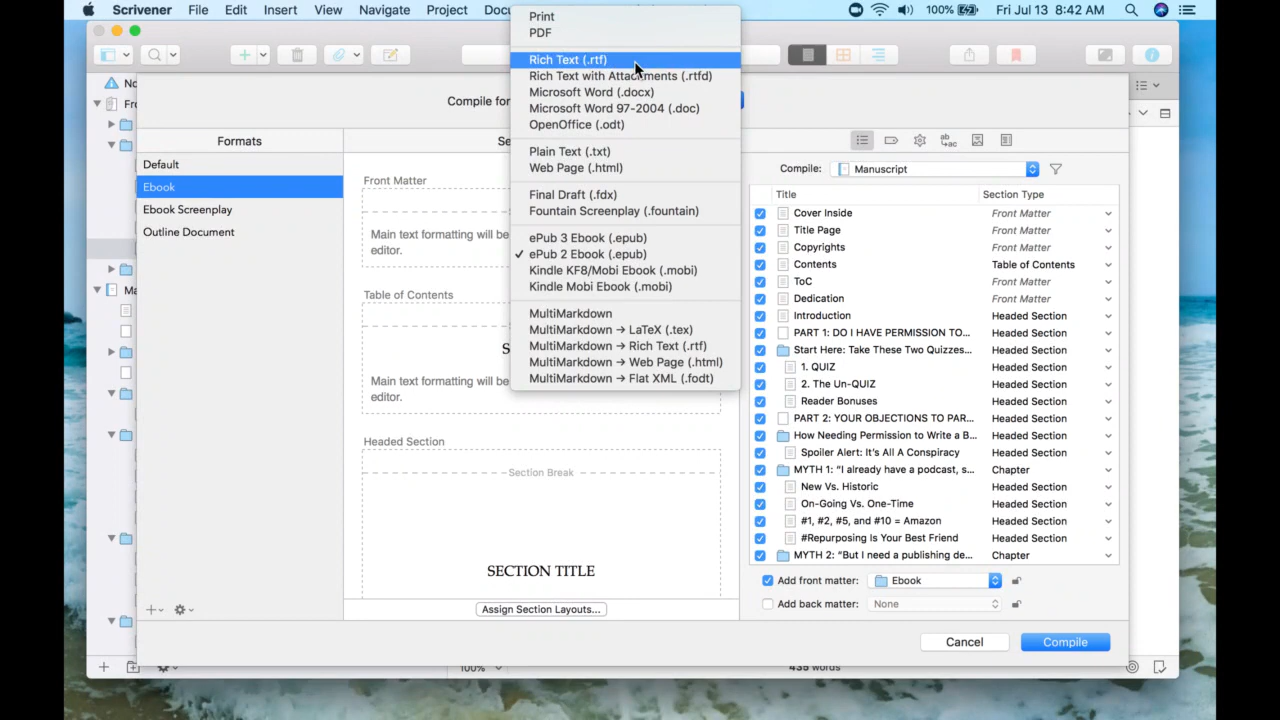 Scrivener File Edit Insert View Navigate Project Docu 100% Fri Jul 13 8:42 AM
Print
PDF
Rich Text (.rtf)
Rich Text with Attachments (.rtfd)
Microsoft Word (.docx)
Microsoft Word 97-2004 (.doc)
OpenOffice (.odt)
Plain Text (.txt)
Web Page (.html)
Final Draft (.fdx)
Fountain Screenplay (.fountain)
ePub 3 Ebook (.epub)
✓ ePub 2 Ebook (.epub)
Kindle KF8/Mobi Ebook (.mobi)
Kindle Mobi Ebook (.mobi)
MultiMarkdown
MultiMarkdown → LaTeX (.tex)
MultiMarkdown → Rich Text (.rtf)
MultiMarkdown → Web Page (.html)
MultiMarkdown → Flat XML (.fodt)
No
Fro
Ma
Compile for
Formats
Default
Ebook
Ebook Screenplay
Outline Document
Se
Front Matter
Main text formatting will be
editor.
Table of Contents
S
Main text formatting will be
editor.
Headed Section
Section Break
SECTION TITLE
Assign Section Layouts...
Compile: Manuscript
Title Section Type
Cover Inside Front Matter
Title Page Front Matter
Copyrights Front Matter
Contents Table of Contents
ToC Front Matter
Dedication Front Matter
Introduction Headed Section
PART 1: DO I HAVE PERMISSION TO... Headed Section
Start Here: Take These Two Quizzes... Headed Section
1. QUIZ Headed Section
2. The Un-QUIZ Headed Section
Reader Bonuses Headed Section
PART 2: YOUR OBJECTIONS TO PAR... Headed Section
How Needing Permission to Write a B... Headed Section
Spoiler Alert: It's All A Conspiracy Headed Section
MYTH 1: "I already have a podcast, s... Chapter
New Vs. Historic Headed Section
On-Going Vs. One-Time Headed Section
#1, #2, #5, and #10 = Amazon Headed Section
#Repurposing Is Your Best Friend Headed Section
MYTH 2: "But I need a publishing de... Chapter
Add front matter: Ebook
Add back matter: None
Cancel Compile
100% 435 words